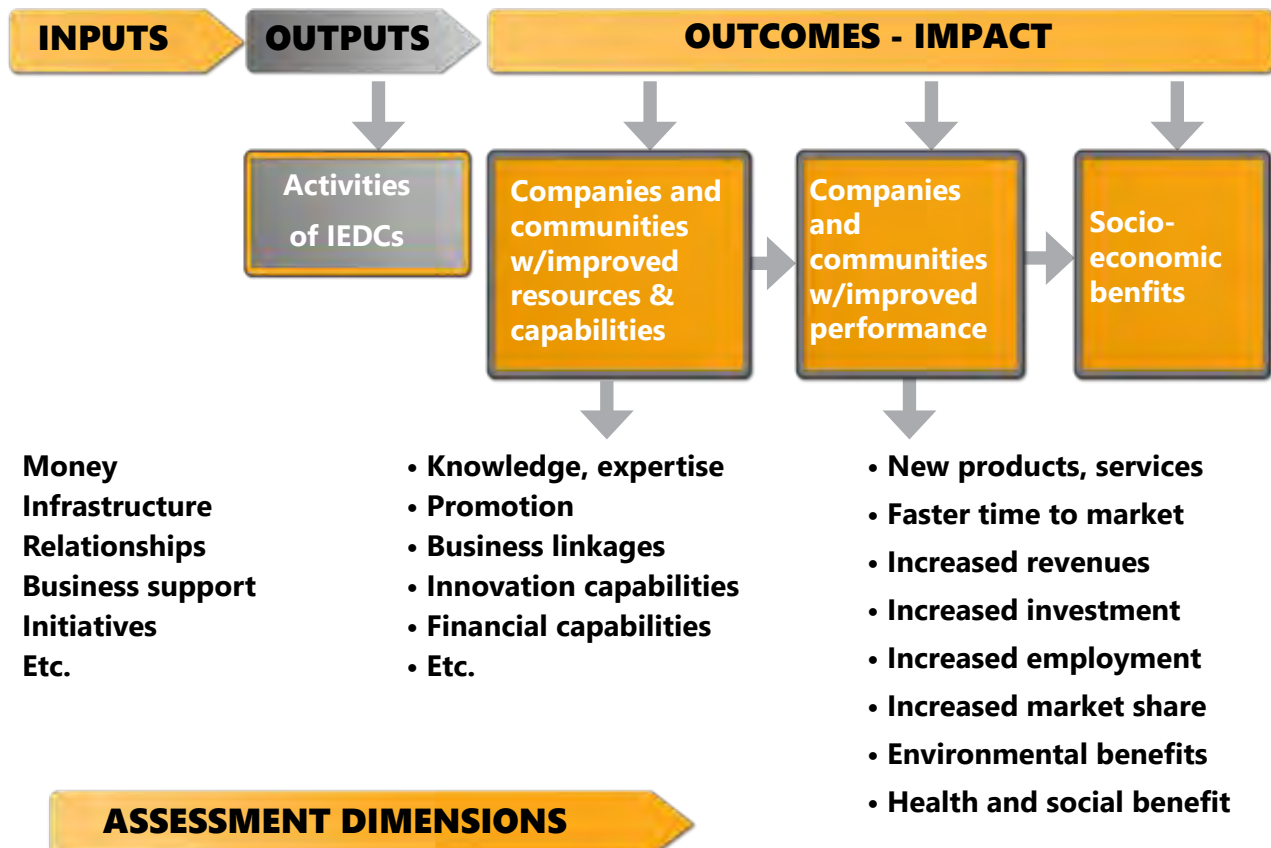 INPUTS
OUTPUTS
OUTCOMES - IMPACT
Activities
of IEDCs
Companies and
communities
w/improved
resources &
capabilities
Companies
and
communities
w/improved
performance
Socio-
economic
benfits
Money
Infrastructure
Relationships
Business support
Initiatives
Etc.
• Knowledge, expertise
• Promotion
• Business linkages
• Innovation capabilities
• Financial capabilities
• Etc.
• New products, services
• Faster time to market
• Increased revenues
• Increased investment
• Increased employment
• Increased market share
• Environmental benefits
• Health and social benefit
ASSESSMENT DIMENSIONS